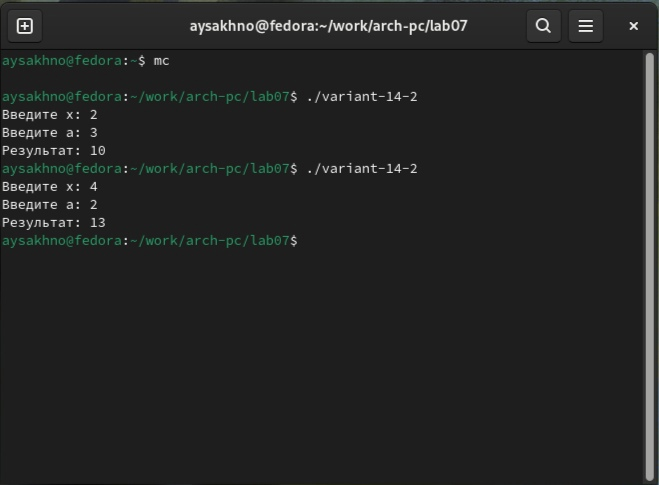 aysakhno@fedora:~/work/arch-pc/lab07
aysakhno@fedora:~$ mc
aysakhno@fedora:~/work/arch-pc/lab07$ ./variant-14-2
Введите x: 2
Введите a: 3
Результат: 10
aysakhno@fedora:~/work/arch-pc/lab07$ ./variant-14-2
Введите x: 4
Введите a: 2
Результат: 13
aysakhno@fedora:~/work/arch-pc/lab07$